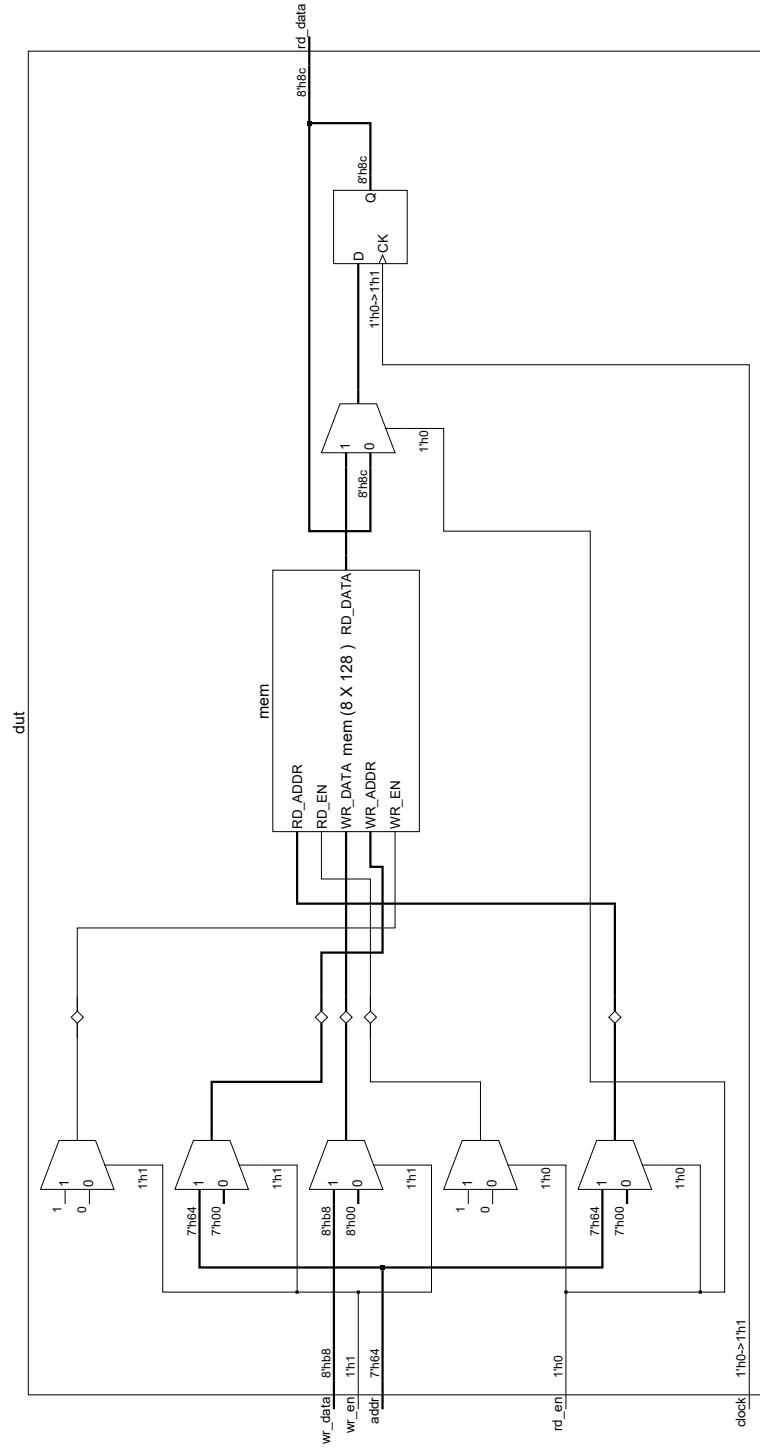 dut
1 1
0 0
1'h1
7'h64 1
7'h00 0
1'h1
mem
RD_ADDR
RD_EN
WR_DATA mem (8 X 128 ) RD_DATA
WR_ADDR
WR_EN
8'h8c rd_data
wr_data 8'hb8
8'hb8 1
8'h00 0
1'h1
wr_en 1'h1
addr 7'h64
1
8'h8c 0
1'h0
D
1'h0->1'h1 CK
Q 8'h8c
1 1
0 0
1'h0
rd_en 1'h0
7'h64 1
7'h00 0
1'h0
clock 1'h0->1'h1